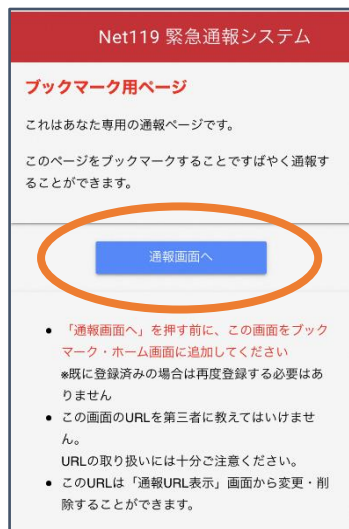 Net119 緊急通報システム
ブックマーク用ページ
これはあなた専用の通報ページです。
このページをブックマークすることですばやく通報す
ることができます。
通報画面へ
● 「通報画面へ」を押す前に、この画面をブック
マーク・ホーム画面に追加してください
※既に登録済みの場合は再度登録する必要はあ
りません
● この画面のURLを第三者に教えてはいけませ
ん。
URLの取り扱いには十分ご注意ください。
● このURLは「通報URL表示」画面から変更・削
除することができます。